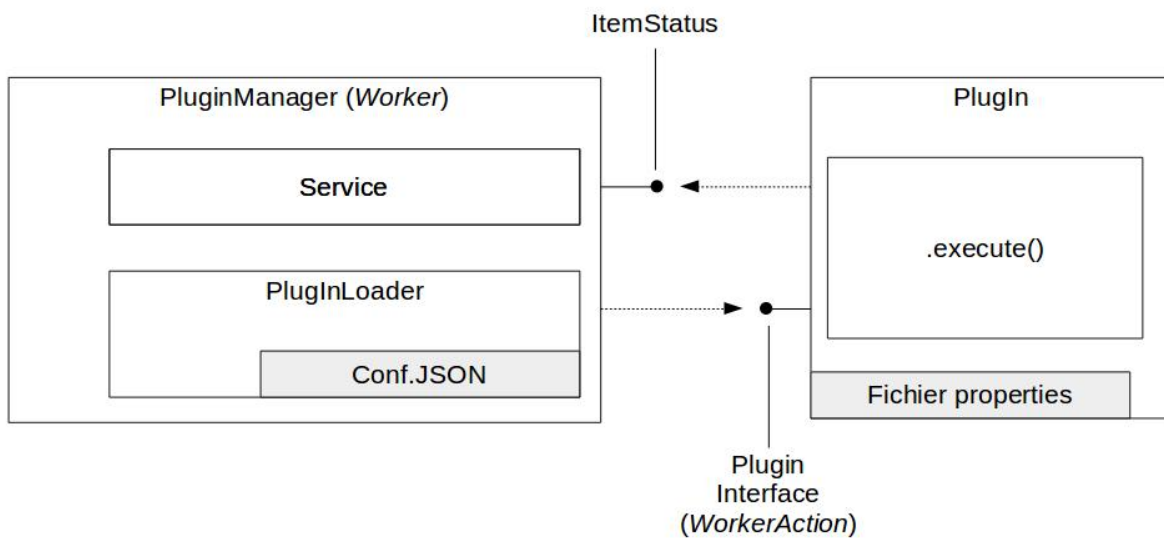 ItemStatus
PluginManager (Worker)
PlugIn
Service
.execute()
PlugInLoader
Conf.JSON
Fichier properties
Plugin
Interface
(WorkerAction)